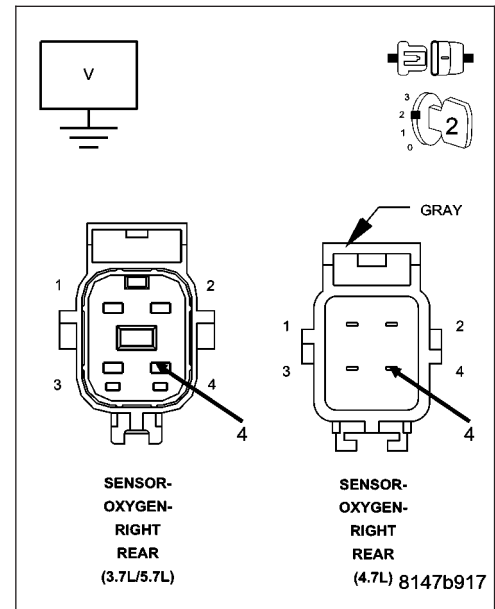 V
3
2
1
0
2
GRAY
1 2
3 4
4
1 2
3 4
4
SENSOR-
OXYGEN-
RIGHT
REAR
(3.7L/5.7L)
SENSOR-
OXYGEN-
RIGHT
REAR
(4.7L)
8147b917